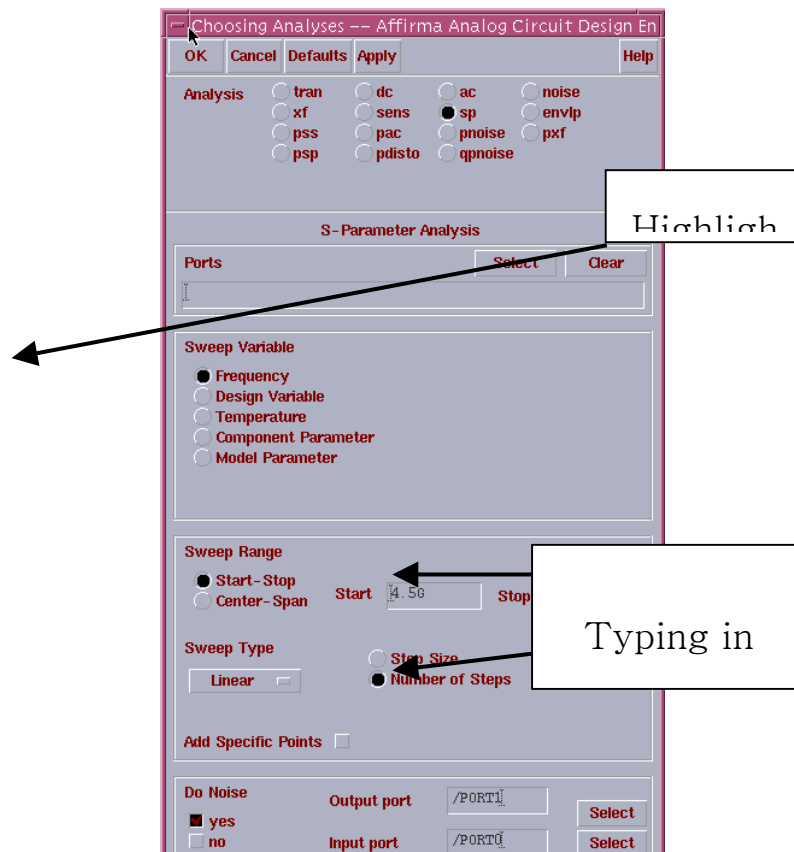 Choosing Analyses -- Affirma Analog Circuit Design En
OK Cancel Defaults Apply Help
Analysis tran dc ac noise
xf sens sp envlp
pss pac pnoise pxf
psp pdisto qpnoise
Highligh
S-Parameter Analysis
Ports Select Clear
Sweep Variable
Frequency
Design Variable
Temperature
Component Parameter
Model Parameter
Sweep Range
Start-Stop
Center-Span
Start 4.5G Stop
Typing in
Sweep Type
Linear
Step Size
Number of Steps
Add Specific Points
Do Noise
yes
no
Output port /PORT1 Select
Input port /PORT0 Select